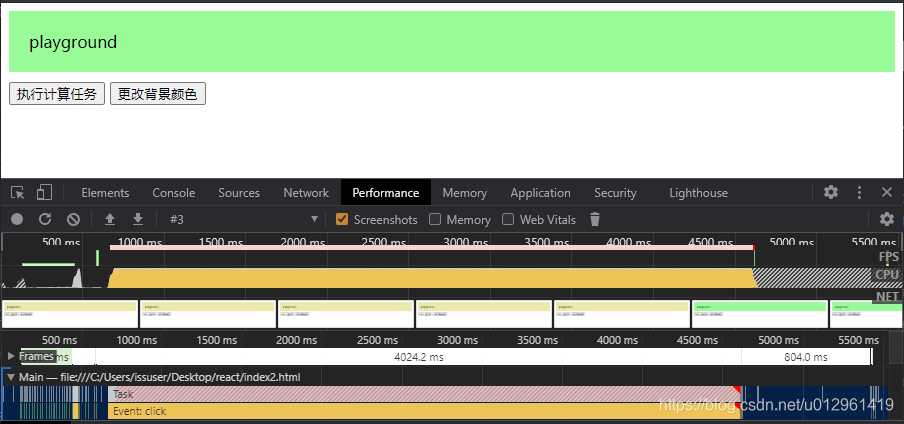 playground
执行计算任务 更改背景颜色
Elements Console Sources Network Performance Memory Application Security Lighthouse
#3 Screenshots Memory Web Vitals
500 ms 1000 ms 1500 ms 2000 ms 2500 ms 3000 ms 3500 ms 4000 ms 4500 ms 5000 ms 5500 ms
FPS
CPU
NET
500 ms 1000 ms 1500 ms 2000 ms 2500 ms 3000 ms 3500 ms 4000 ms 4500 ms 5000 ms 5500 ms
Frames ms 4024.2 ms 804.0 ms
Main — file:///C:/Users/issuser/Desktop/react/index2.html
Task
Event: click
https://blog.csdn.net/u012961419